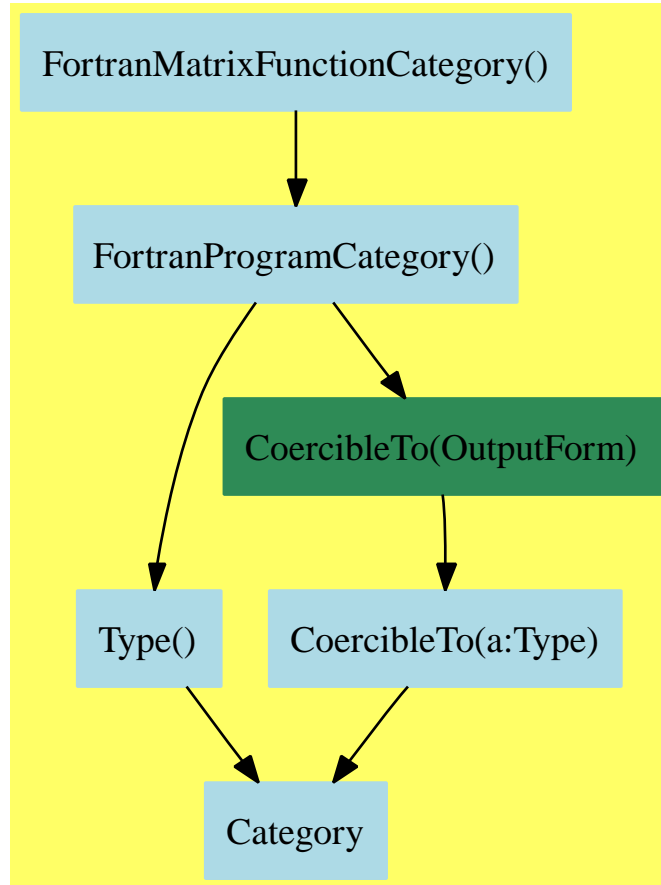 FortranMatrixFunctionCategory()
FortranProgramCategory()
CoercibleTo(OutputForm)
Type()
CoercibleTo(a:Type)
Category